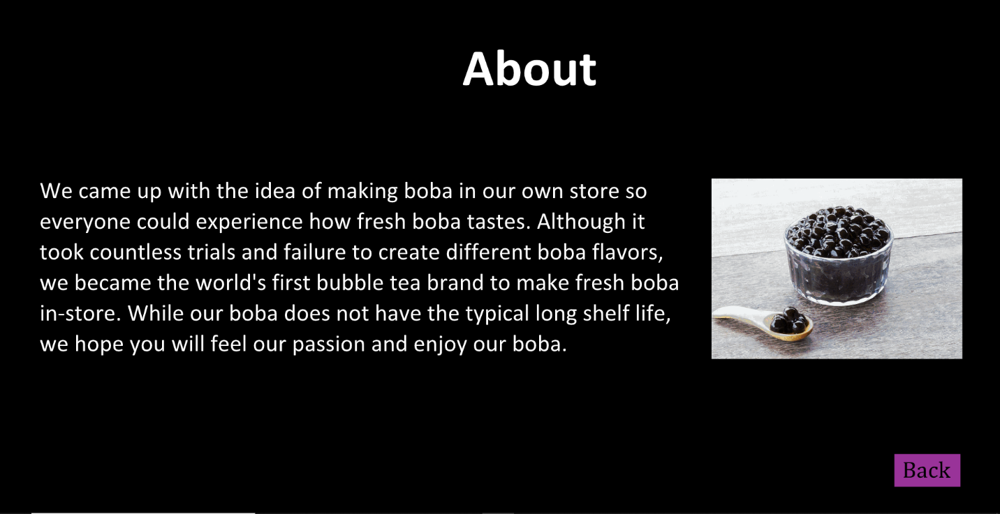 About
We came up with the idea of making boba in our own store so
everyone could experience how fresh boba tastes. Although it
took countless trials and failure to create different boba flavors,
we became the world's first bubble tea brand to make fresh boba
in-store. While our boba does not have the typical long shelf life,
we hope you will feel our passion and enjoy our boba.
Back